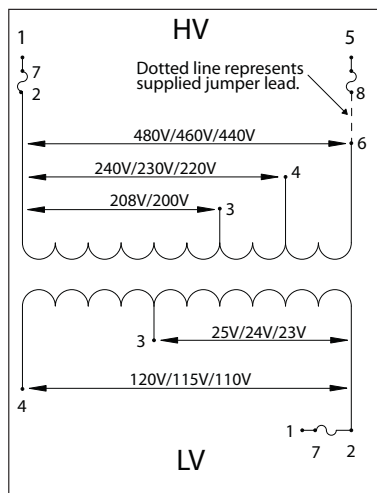 HV
1 5
7
2
Dotted line represents
supplied jumper lead.
8
480V/460V/440V
6
240V/230V/220V
4
208V/200V
3
3
25V/24V/23V
120V/115V/110V
4
1
7 2
LV